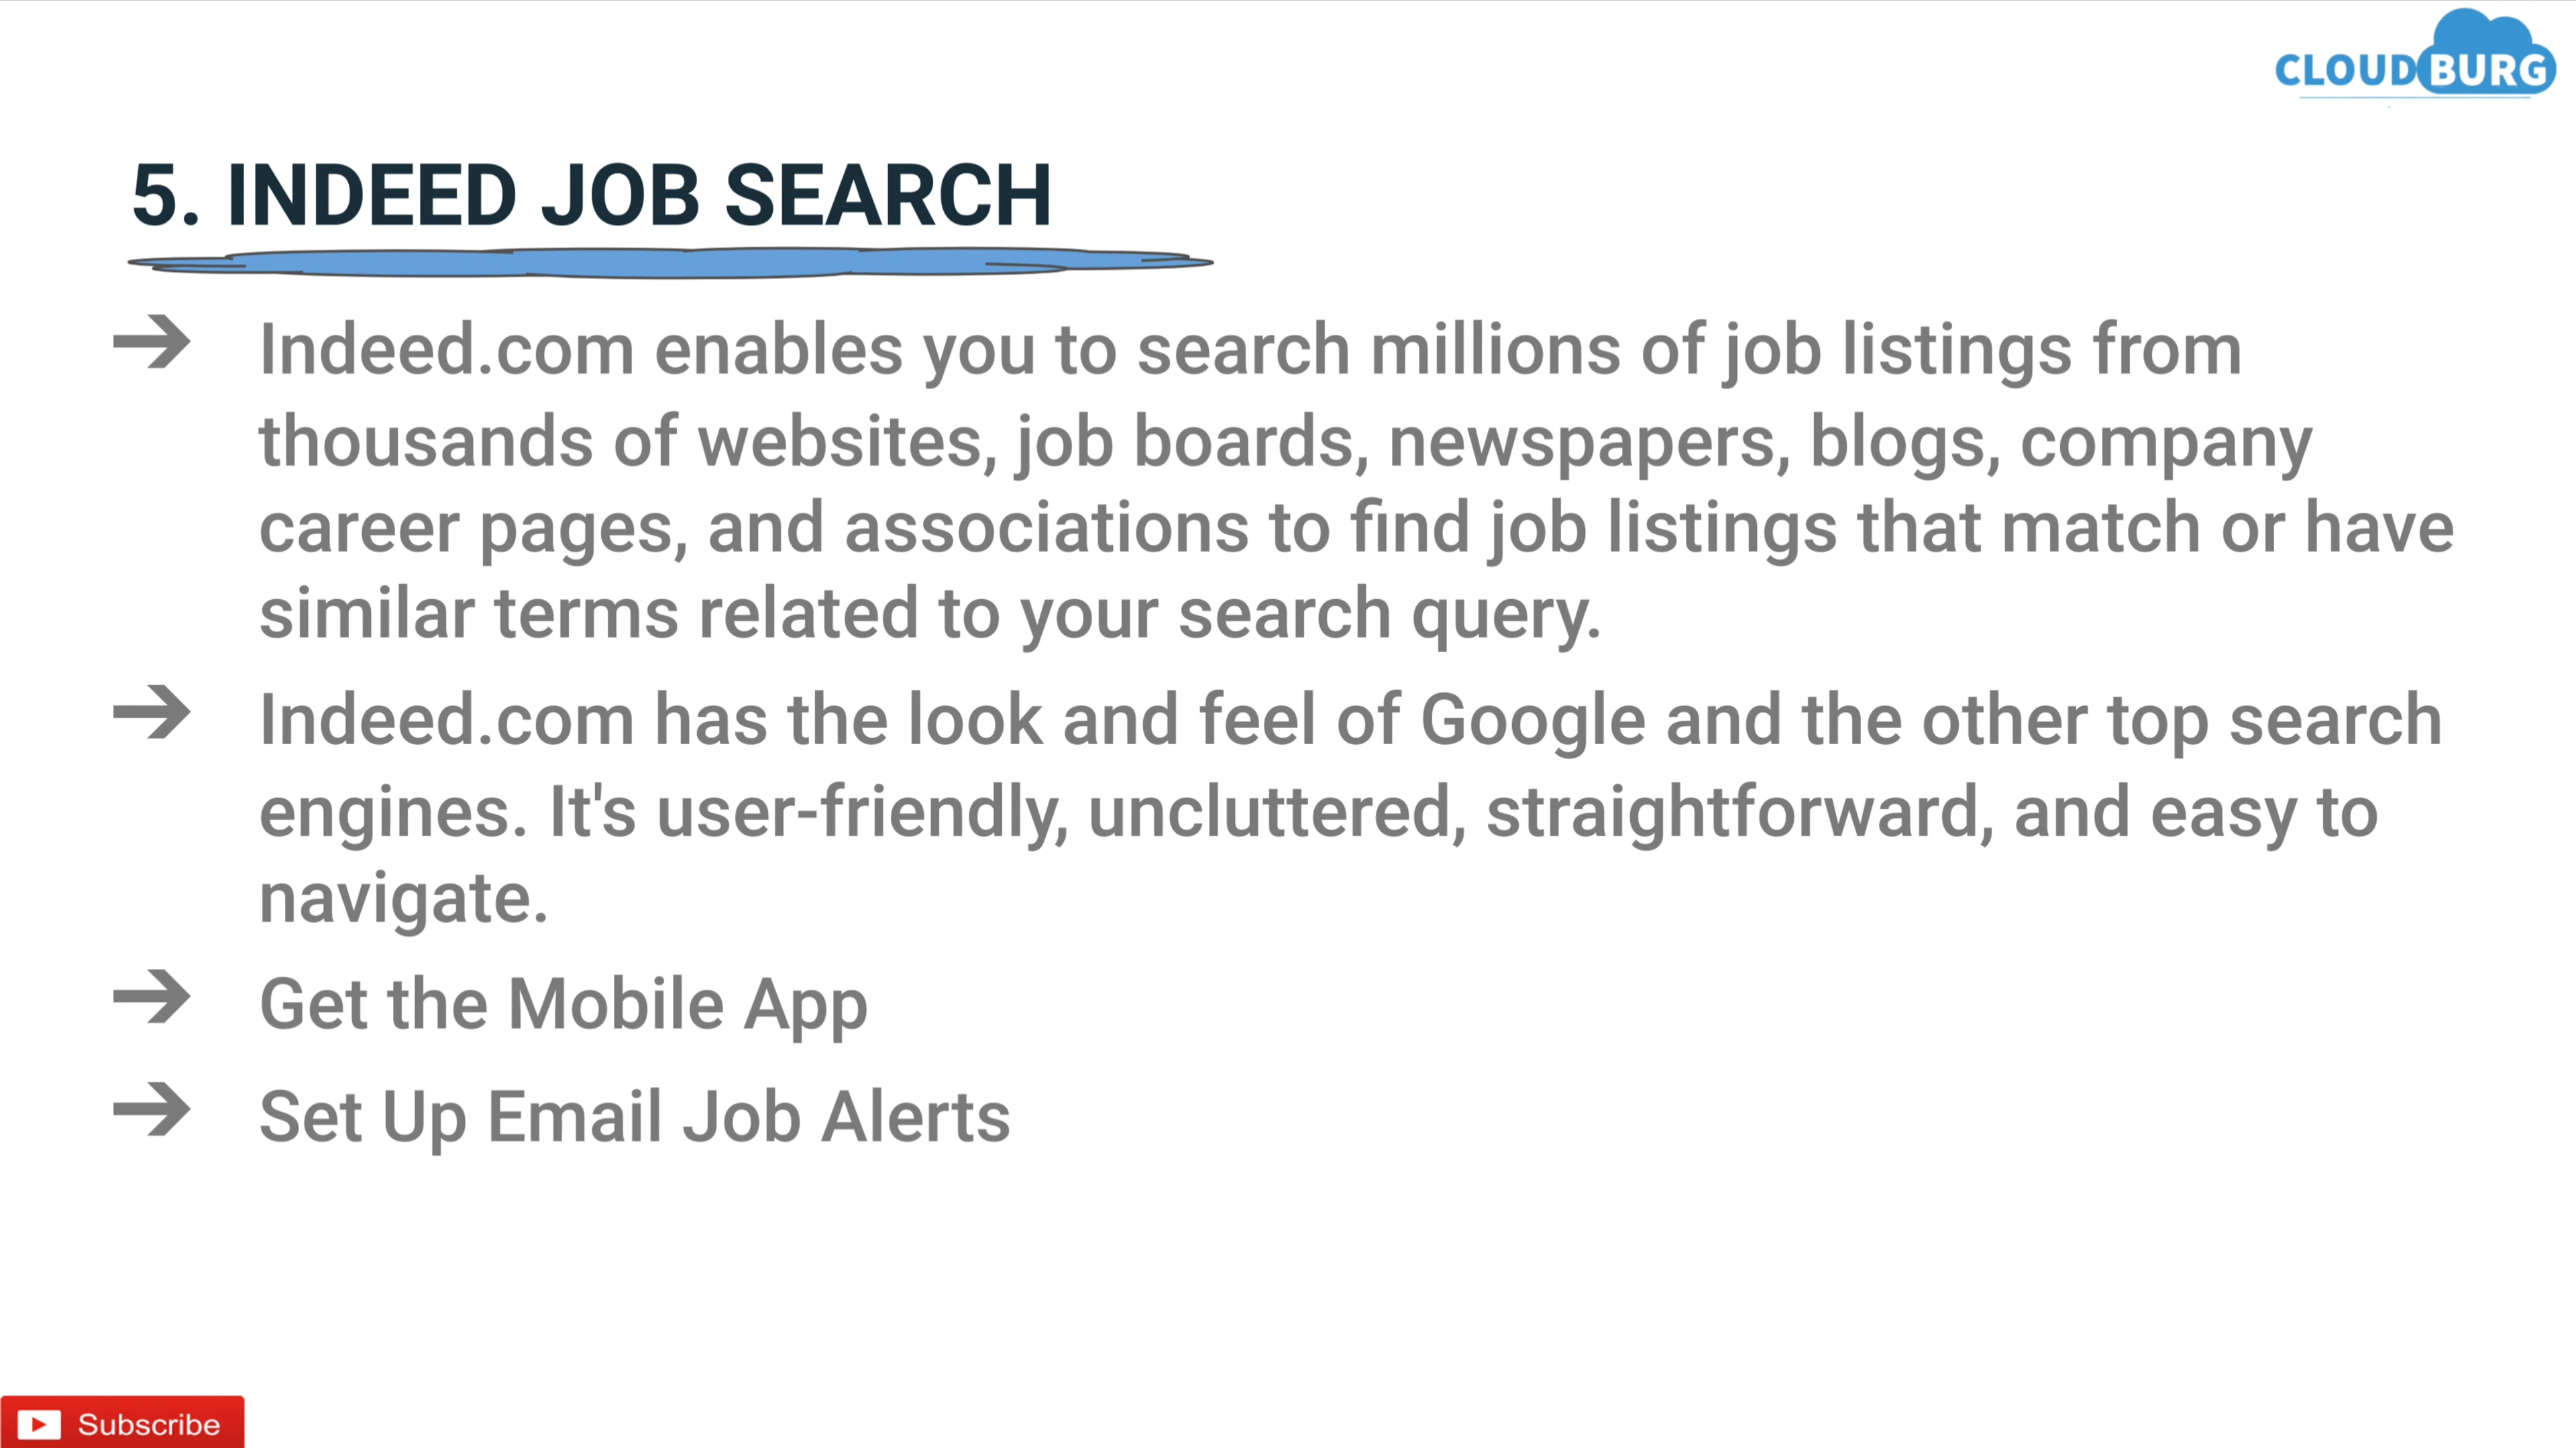 CLOUDBURG
5. INDEED JOB SEARCH
➔ Indeed.com enables you to search millions of job listings from
thousands of websites, job boards, newspapers, blogs, company
career pages, and associations to find job listings that match or have
similar terms related to your search query.
➔ Indeed.com has the look and feel of Google and the other top search
engines. It's user-friendly, uncluttered, straightforward, and easy to
navigate.
➔ Get the Mobile App
➔ Set Up Email Job Alerts
Subscribe